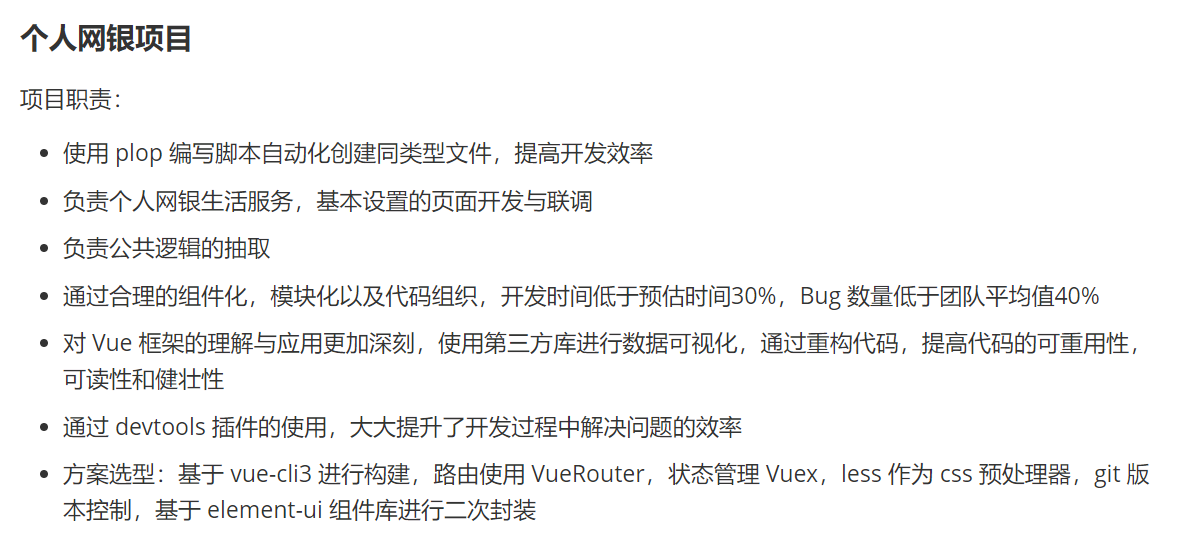 个人网银项目
项目职责：
使用 plop 编写脚本自动化创建同类型文件，提高开发效率
负责个人网银生活服务，基本设置的页面开发与联调
负责公共逻辑的抽取
通过合理的组件化，模块化以及代码组织，开发时间低于预估时间30%，Bug 数量低于团队平均值40%
对 Vue 框架的理解与应用更加深刻，使用第三方库进行数据可视化，通过重构代码，提高代码的可重用性，
可读性和健壮性
通过 devtools 插件的使用，大大提升了开发过程中解决问题的效率
方案选型：基于 vue-cli3 进行构建，路由使用 VueRouter，状态管理 Vuex，less 作为 css 预处理器，git 版
本控制，基于 element-ui 组件库进行二次封装